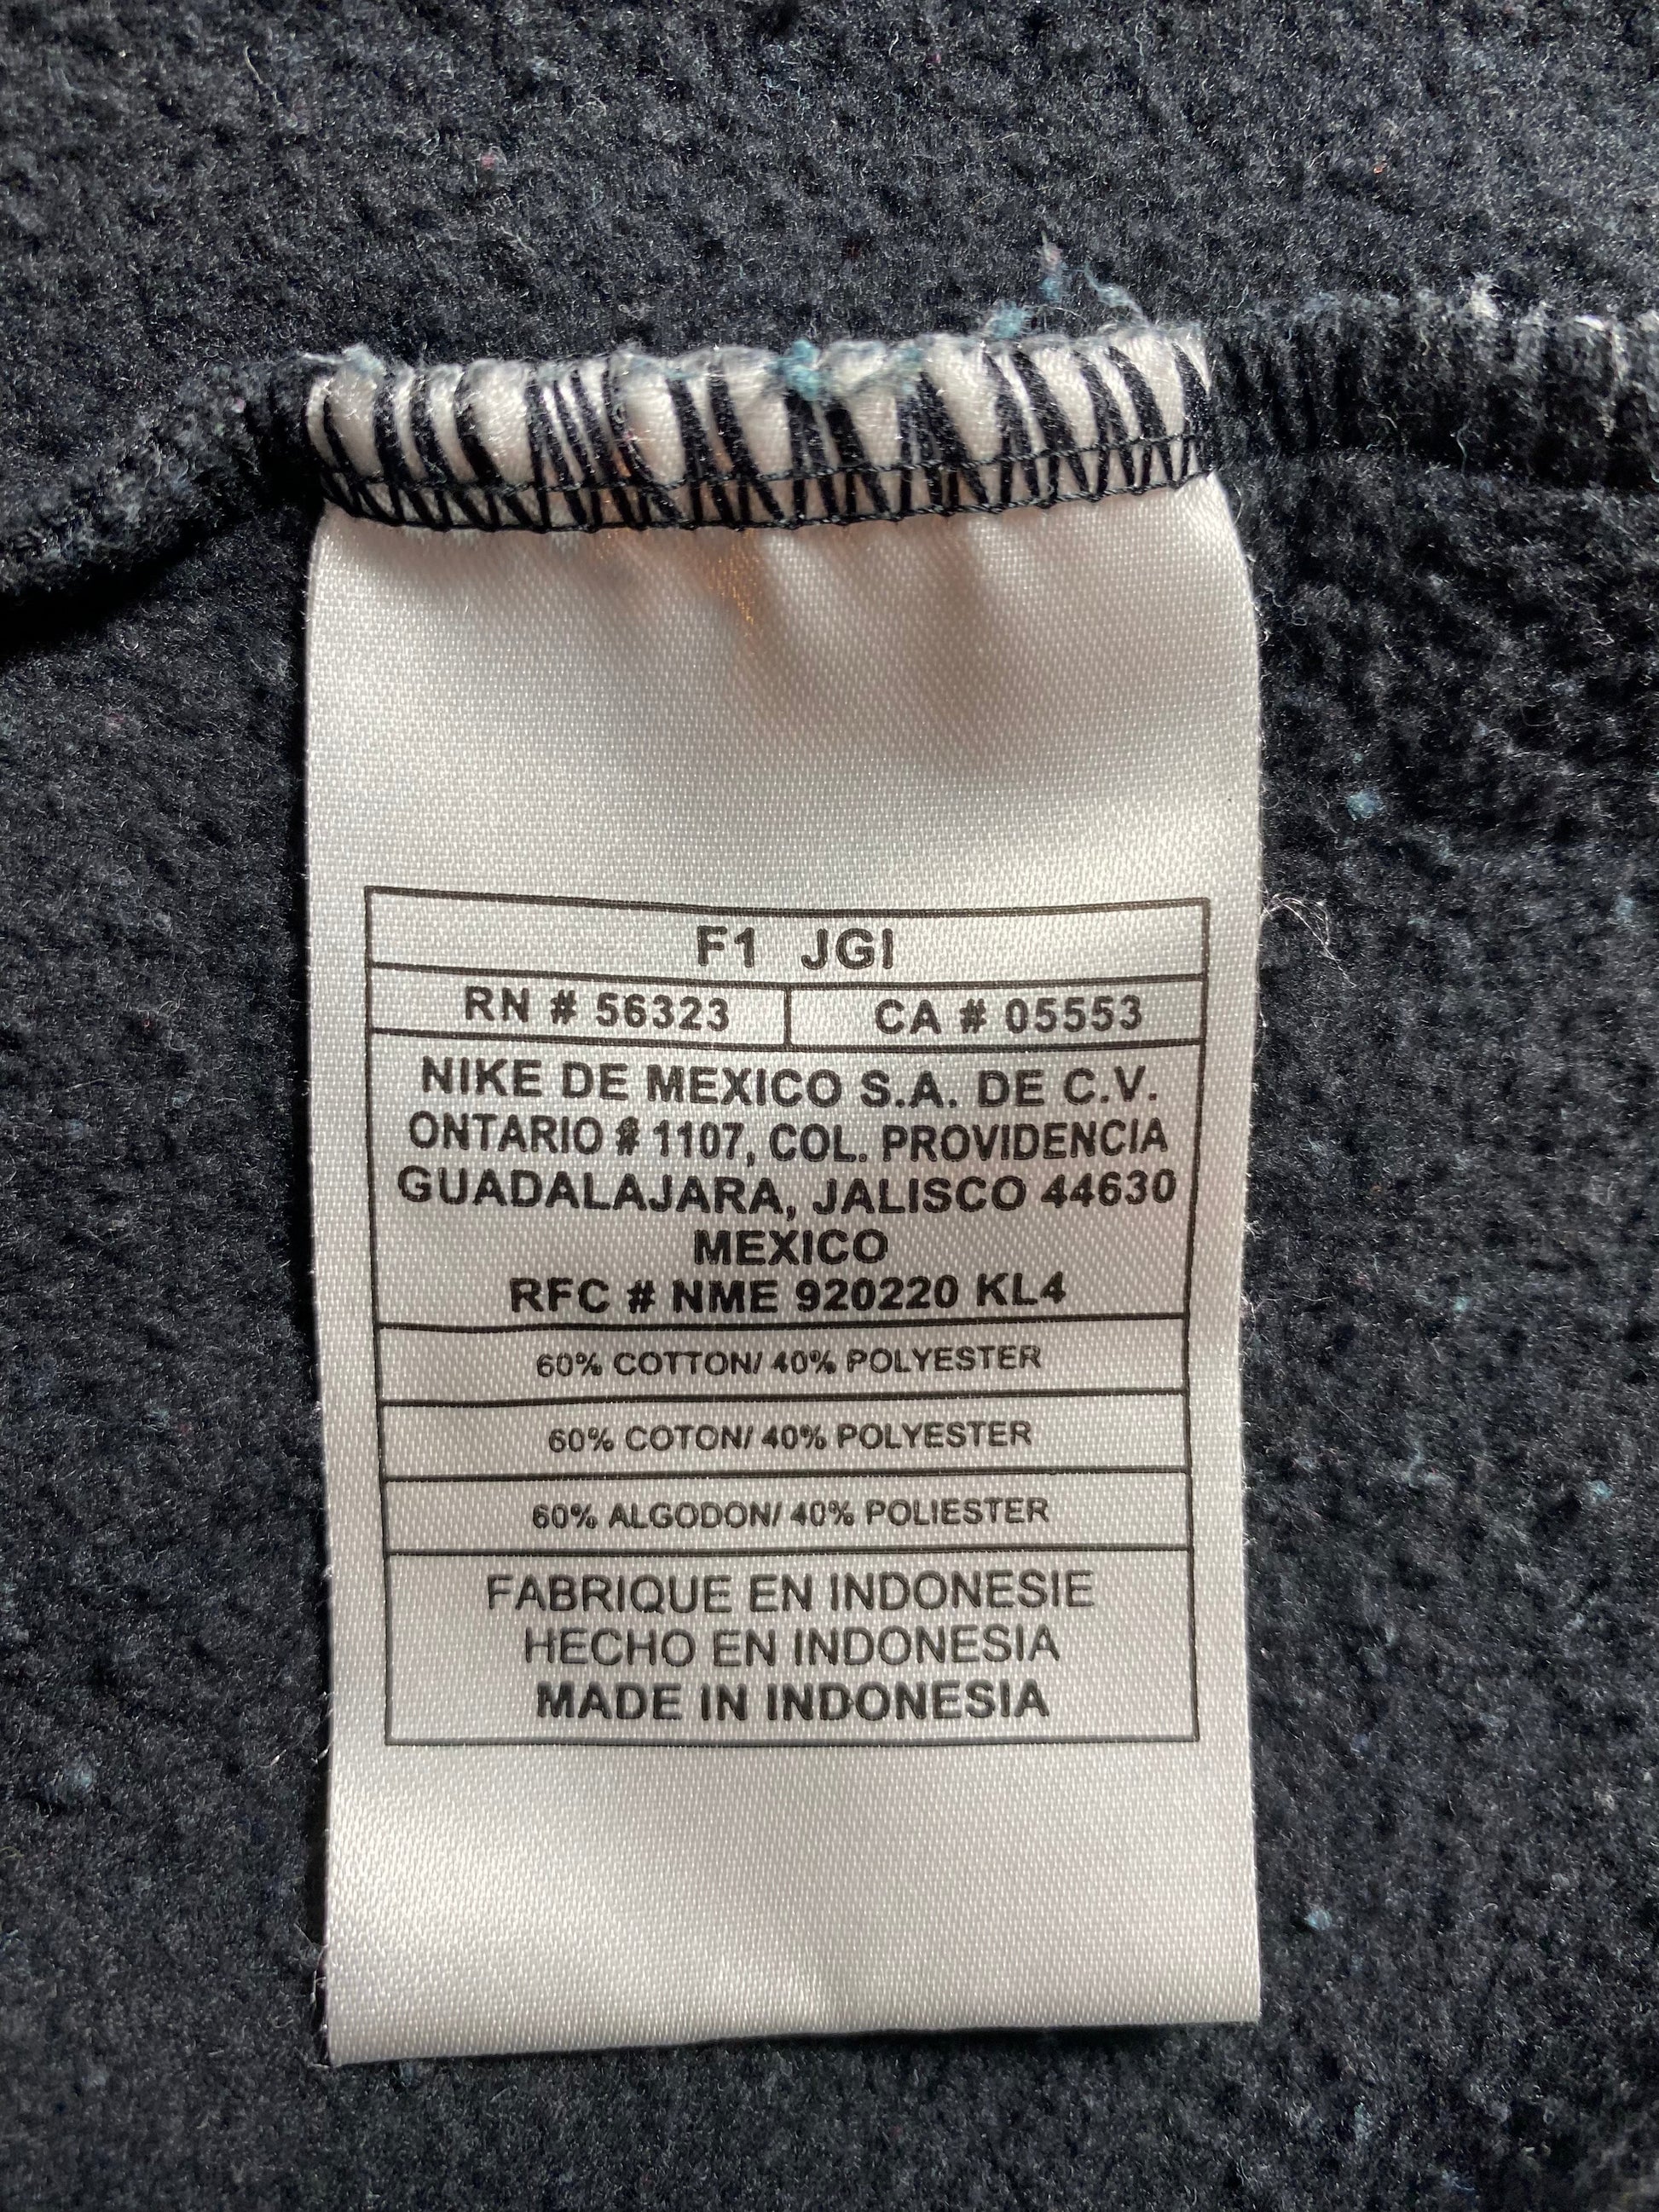 F1 JGI
RN # 56323 CA # 05553
NIKE DE MEXICO S.A. DE C.V.
ONTARIO # 1107, COL. PROVIDENCIA
GUADALAJARA, JALISCO 44630
MEXICO
RFC # NME 920220 KL4
60% COTTON/ 40% POLYESTER
60% COTON/ 40% POLYESTER
60% ALGODON/ 40% POLIESTER
FABRIQUE EN INDONESIE
HECHO EN INDONESIA
MADE IN INDONESIA